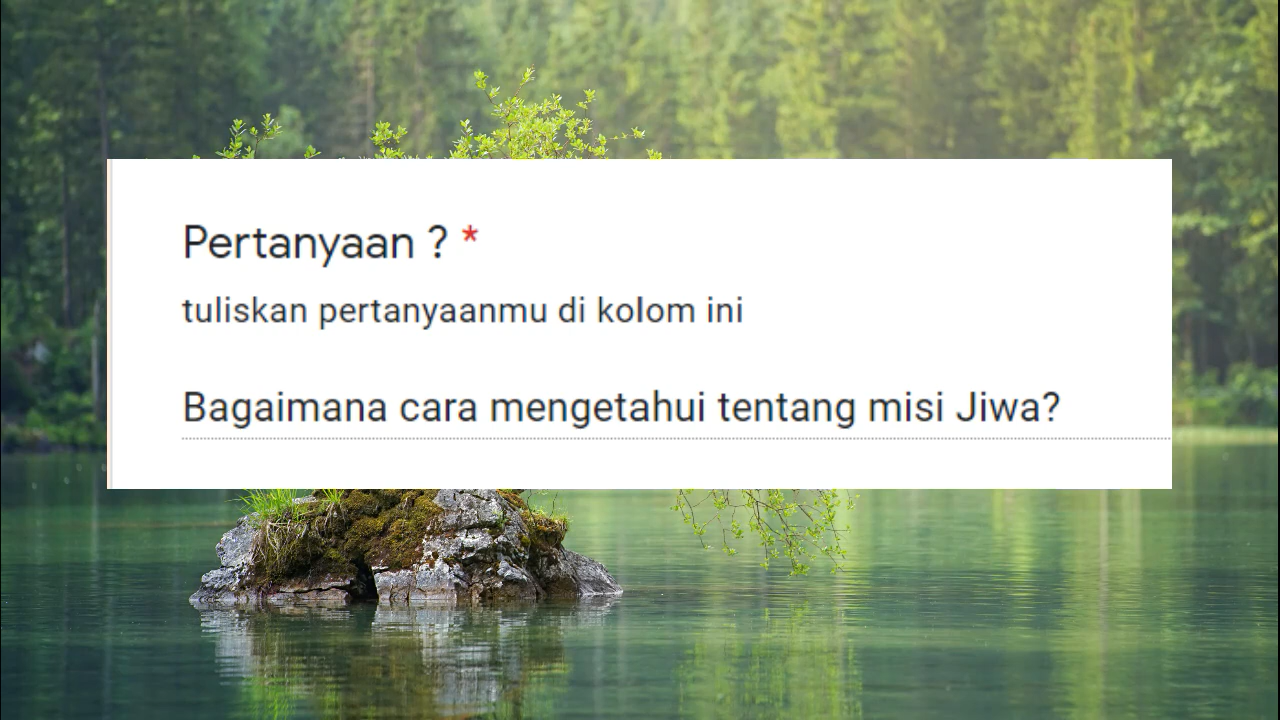 Pertanyaan ? *
tuliskan pertanyaanmu di kolom ini
Bagaimana cara mengetahui tentang misi Jiwa?